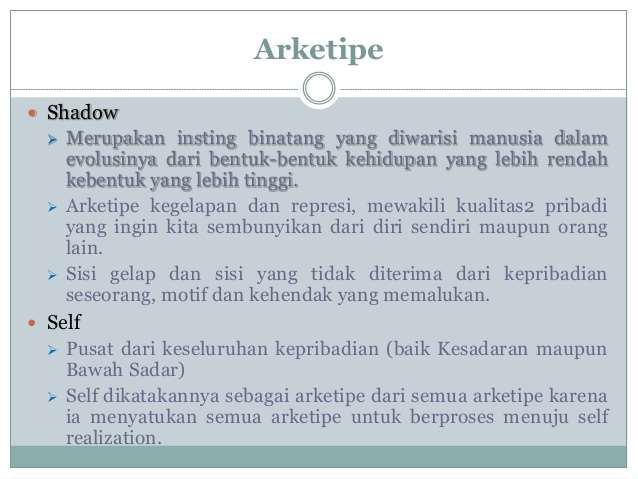 Arketipe
Shadow
Merupakan insting binatang yang diwarisi manusia dalam
evolusinya dari bentuk-bentuk kehidupan yang lebih rendah
kebentuk yang lebih tinggi.
Arketipe kegelapan dan represi, mewakili kualitas2 pribadi
yang ingin kita sembunyikan dari diri sendiri maupun orang
lain.
Sisi gelap dan sisi yang tidak diterima dari kepribadian
seseorang, motif dan kehendak yang memalukan.
Self
Pusat dari keseluruhan kepribadian (baik Kesadaran maupun
Bawah Sadar)
Self dikatakannya sebagai arketipe dari semua arketipe karena
ia menyatukan semua arketipe untuk berproses menuju self
realization.